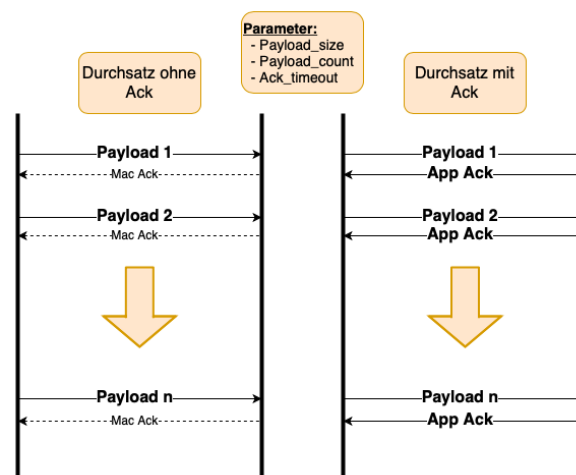 Parameter:
- Payload_size
- Payload_count
- Ack_timeout
Durchsatz ohne
Ack
Durchsatz mit
Ack
Payload 1
Mac Ack
Payload 2
Mac Ack
Payload n
Mac Ack
Payload 1
App Ack
Payload 2
App Ack
Payload n
App Ack